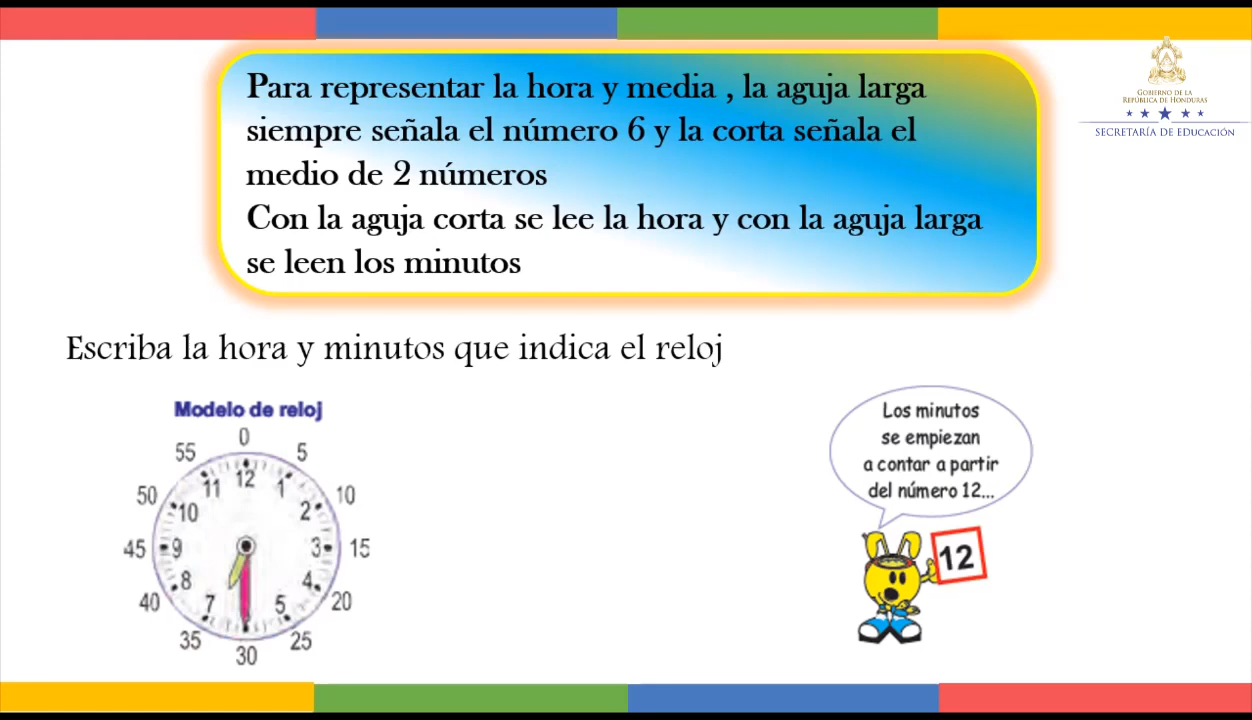 Para representar la hora y media , la aguja larga
siempre señala el número 6 y la corta señala el
medio de 2 números
Con la aguja corta se lee la hora y con la aguja larga
se leen los minutos
GOBIERNO DE LA
REPÚBLICA DE HONDURAS
SECRETARÍA DE EDUCACIÓN
Escriba la hora y minutos que indica el reloj
Modelo de reloj
0
5
10
15
20
25
30
35
40
45
50
55
12
1
2
3
4
5
7
8
9
10
11
Los minutos
se empiezan
a contar a partir
del número 12...
12